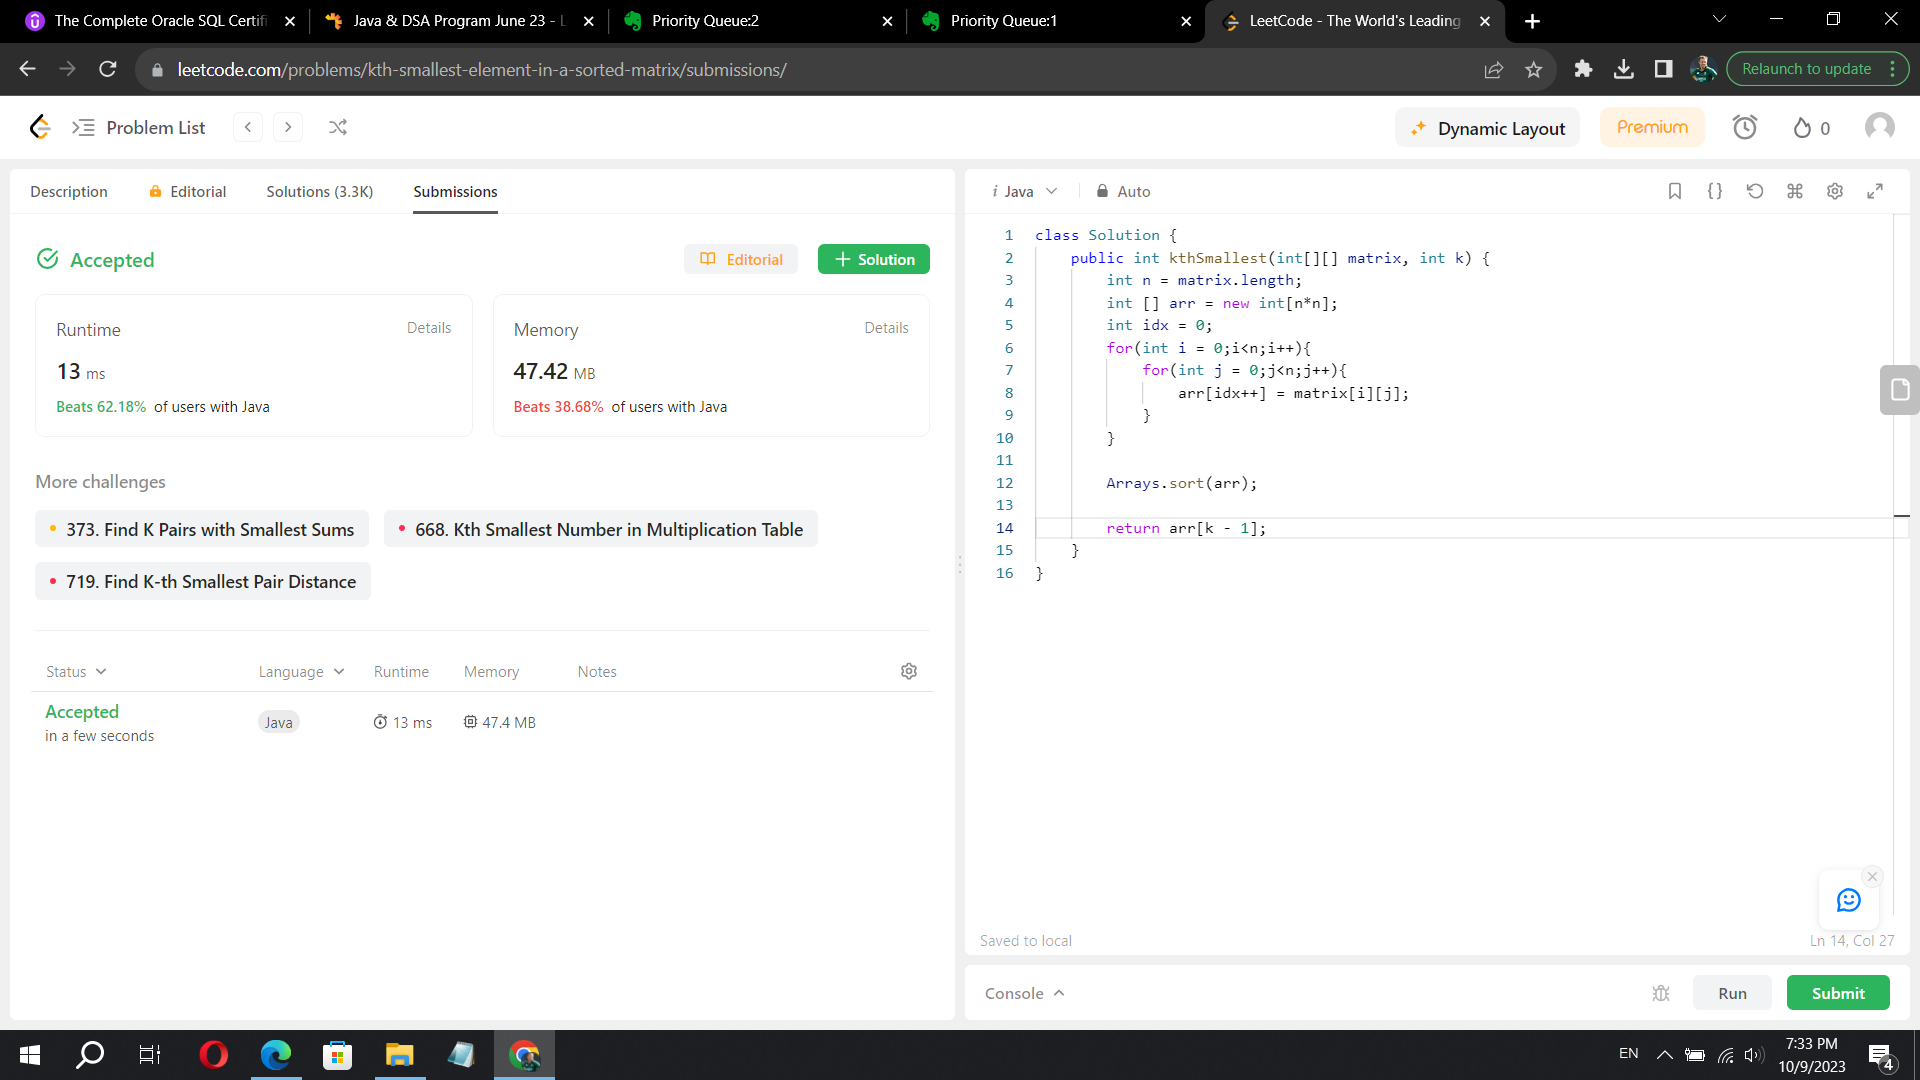 The Complete Oracle SQL Certifi
Java & DSA Program June 23 - L
Priority Queue:2
Priority Queue:1
LeetCode - The World's Leading
leetcode.com/problems/kth-smallest-element-in-a-sorted-matrix/submissions/
Relaunch to update
Problem List
Dynamic Layout
Premium
0
Description
Editorial
Solutions (3.3K)
Submissions
Accepted
Editorial
Solution
Runtime
Details
13 ms
Beats 62.18% of users with Java
Memory
Details
47.42 MB
Beats 38.68% of users with Java
More challenges
373. Find K Pairs with Smallest Sums
668. Kth Smallest Number in Multiplication Table
719. Find K-th Smallest Pair Distance
Status
Language
Runtime
Memory
Notes
Accepted
in a few seconds
Java
13 ms
47.4 MB
i Java
Auto
1 class Solution {
2     public int kthSmallest(int[][] matrix, int k) {
3         int n = matrix.length;
4         int [] arr = new int[n*n];
5         int idx = 0;
6         for(int i = 0;i<n;i++){
7             for(int j = 0;j<n;j++){
8                 arr[idx++] = matrix[i][j];
9             }
10         }
11
12         Arrays.sort(arr);
13
14         return arr[k - 1];
15     }
16 }
Saved to local
Ln 14, Col 27
Console
Run
Submit
EN
7:33 PM
10/9/2023
4